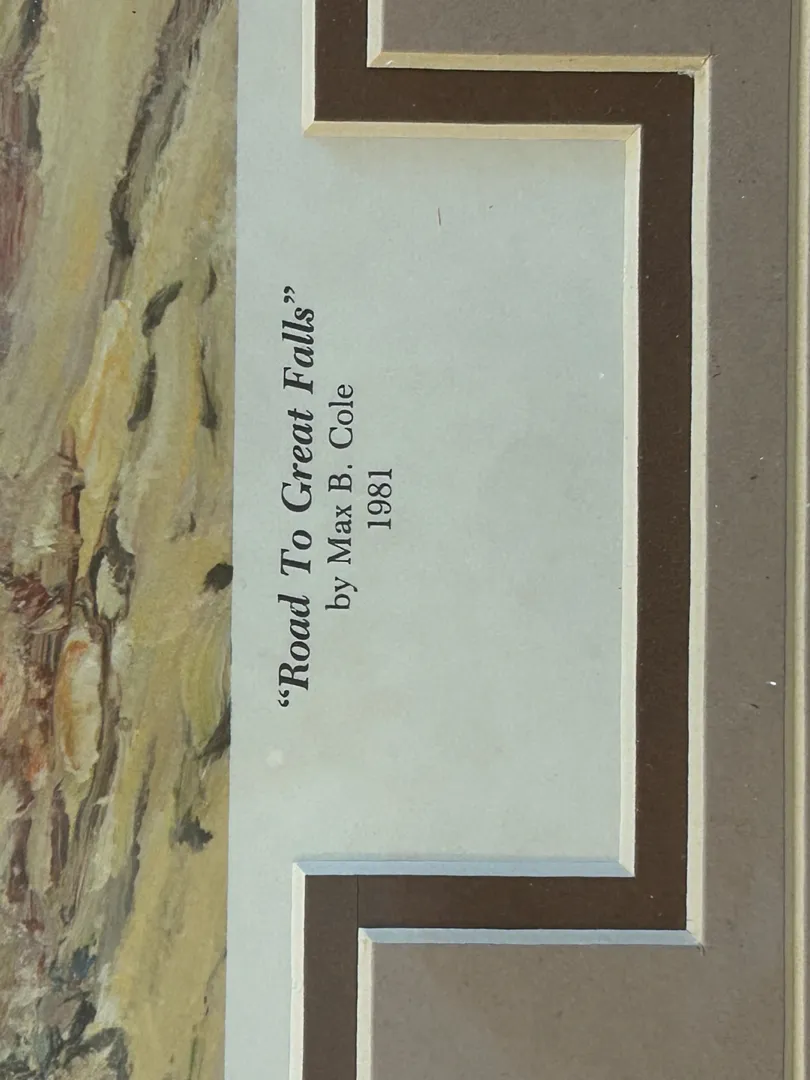 “Road To Great Falls”
by Max B. Cole
1981